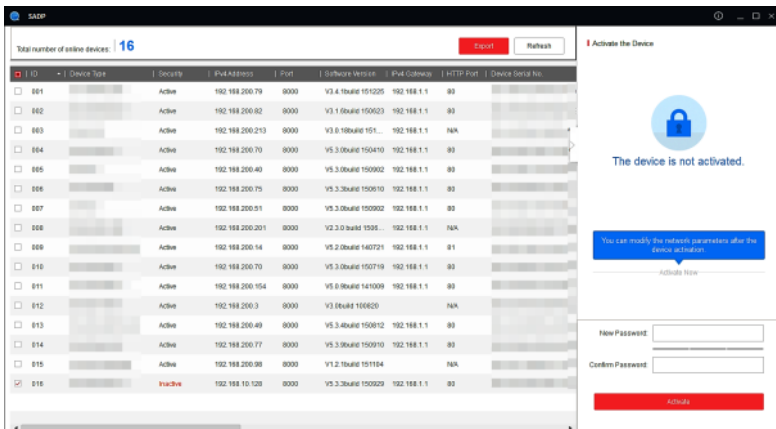 SADP
Total number of online devices: 16
Export
Refresh
ID | Device Type | Security | IPv4 Address | Port | Software Version | IPv4 Gateway | HTTP Port | Device Serial No.
001 Active 192.168.200.79 8000 V3.4.1build 151225 192.168.1.1 80
002 Active 192.168.200.82 8000 V3.1.6build 150623 192.168.1.1 80
003 Active 192.168.200.213 8000 V3.0.18build 151... 192.168.1.1 N/A
004 Active 192.168.200.70 8000 V5.3.0build 150410 192.168.1.1 80
005 Active 192.168.200.40 8000 V5.3.0build 150902 192.168.1.1 80
006 Active 192.168.200.75 8000 V5.3.3build 150610 192.168.1.1 80
007 Active 192.168.200.51 8000 V5.3.0build 150902 192.168.1.1 80
008 Active 192.168.200.201 8000 V2.3.0 build 1506... 192.168.1.1 N/A
009 Active 192.168.200.14 8000 V5.2.0build 140721 192.168.1.1 81
010 Active 192.168.200.70 8000 V5.3.0build 150719 192.168.1.1 80
011 Active 192.168.200.154 8000 V5.0.9build 141009 192.168.1.1 80
012 Active 192.168.200.3 8000 V3.0build 100820 N/A
013 Active 192.168.200.49 8000 V5.3.4build 150812 192.168.1.1 80
014 Active 192.168.200.77 8000 V5.3.9build 150910 192.168.1.1 80
015 Active 192.168.200.98 8000 V1.2.1build 151104 N/A
016 Inactive 192.168.10.128 8000 V5.3.3build 150929 192.168.1.1 80
Activate the Device
The device is not activated.
You can modify the network parameters after the
device activation.
Activate Now
New Password:
Confirm Password:
Activate